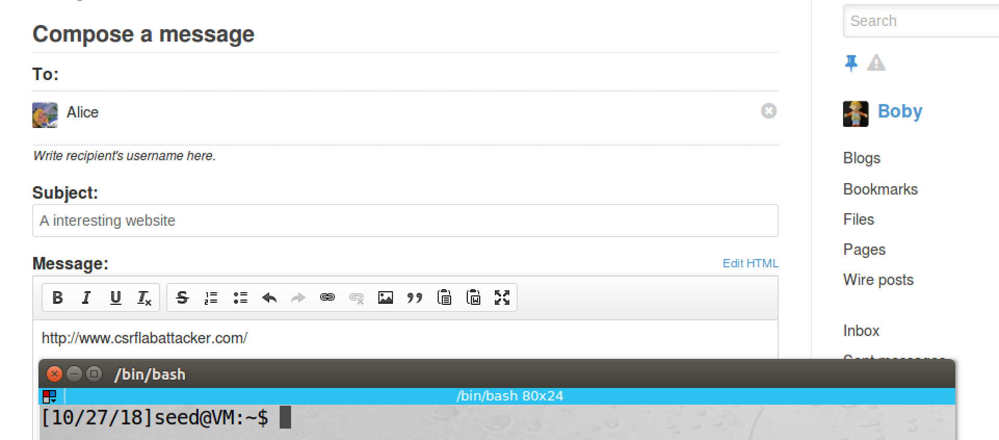 Compose a message
To:
Alice
Write recipient's username here.
Subject:
A interesting website
Message:
Edit HTML
B I U Tx S
http://www.csrflabattacker.com/
Search
Boby
Blogs
Bookmarks
Files
Pages
Wire posts
Inbox
/bin/bash
/bin/bash 80x24
[10/27/18]seed@VM:~$